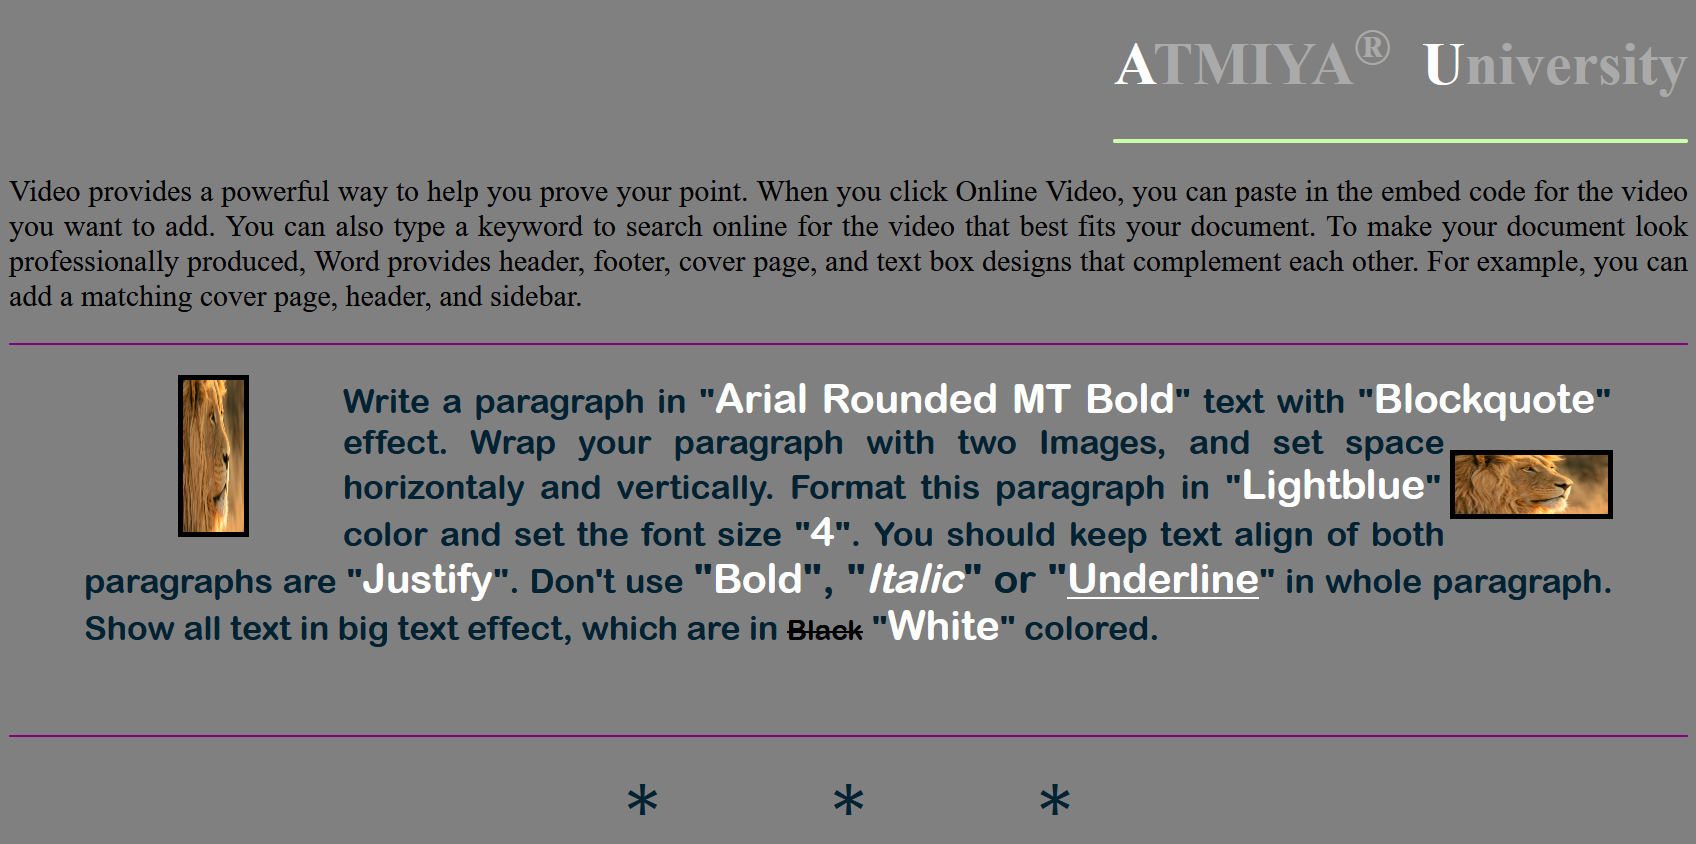 ATMIYA® University
Video provides a powerful way to help you prove your point. When you click Online Video, you can paste in the embed code for the video
you want to add. You can also type a keyword to search online for the video that best fits your document. To make your document look
professionally produced, Word provides header, footer, cover page, and text box designs that complement each other. For example, you can
add a matching cover page, header, and sidebar.
Write a paragraph in "Arial Rounded MT Bold" text with "Blockquote"
effect. Wrap your paragraph with two Images, and set space
horizontaly and vertically. Format this paragraph in "Lightblue"
color and set the font size "4". You should keep text align of both
paragraphs are "Justify". Don't use "Bold", "Italic" or "Underline" in whole paragraph.
Show all text in big text effect, which are in Black "White" colored.
* * *